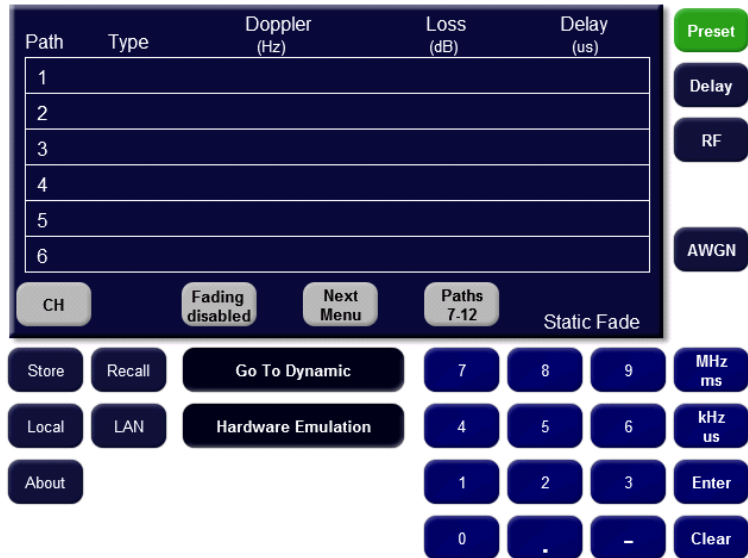 Path Type Doppler (Hz) Loss (dB) Delay (us)
Preset
1
Delay
2
3
RF
4
5
6
AWGN
CH Fading disabled Next Menu Paths 7-12 Static Fade
Store Recall Go To Dynamic 7 8 9 MHz ms
Local LAN Hardware Emulation 4 5 6 kHz us
About 1 2 3 Enter
0 . - Clear